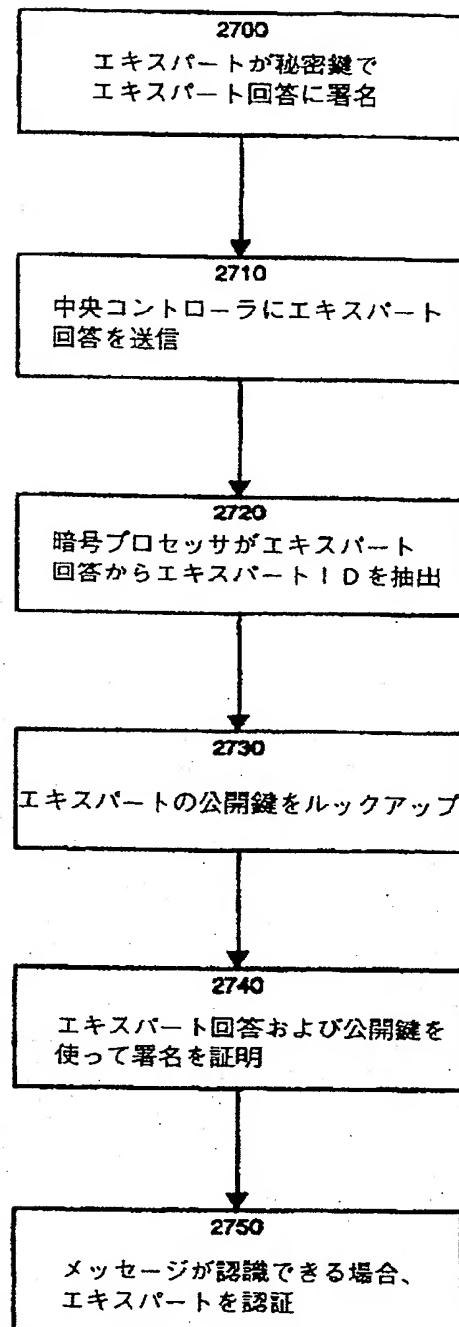 2700
エキスパートが秘密鍵で
エキスパート回答に署名
2710
中央コントローラにエキスパート
回答を送信
2720
暗号プロセッサがエキスパート
回答からエキスパートIDを抽出
2730
エキスパートの公開鍵をルックアップ
2740
エキスパート回答および公開鍵を
使って署名を証明
2750
メッセージが認識できる場合、
エキスパートを認証